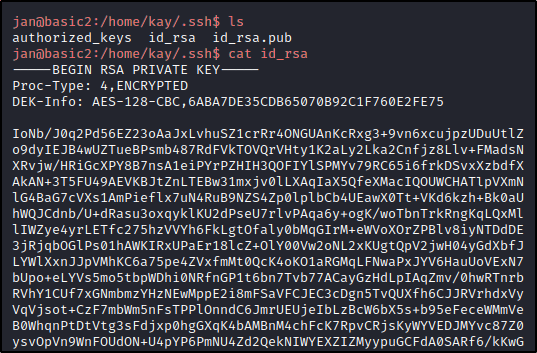 jan@basic2:/home/kay/.ssh$ ls
authorized_keys  id_rsa  id_rsa.pub
jan@basic2:/home/kay/.ssh$ cat id_rsa
-----BEGIN RSA PRIVATE KEY-----
Proc-Type: 4,ENCRYPTED
DEK-Info: AES-128-CBC,6ABA7DE35CDB65070B92C1F760E2FE75

IoNb/J0q2Pd56EZ23oAaJxLvhuSZ1crRr4ONGUAnKcRxg3+9vn6xcujpzUDuUtlZ
o9dyIEJB4wUZTueBPsmb487RdFVkTOVQrVHty1K2aLy2Lka2Cnfjz8Llv+FMadsN
XRvjw/HRiGcXPY8B7nsA1eiPYrPZHIH3QOFIYlSPMYv79RC65i6frkDSvxXzbdfX
AkAN+3T5FU49AEVKBJtZnLTEBw31mxjv0lLXAqIaX5QfeXMacIQOUWCHATlpVXmN
lG4BaG7cVXs1AmPieflx7uN4RuB9NZS4Zp0lplbCb4UEawX0Tt+VKd6kzh+Bk0aU
hWQJCdnb/U+dRasu3oxqyklKU2dPseU7rlvPAqa6y+ogK/woTbnTrkRngKqLQxMl
lIWZye4yrLETfc275hzVVYh6FkLgtOfaly0bMqGIrM+eWVoXOrZPBlv8iyNTDdDE
3jRjqbOGlPs01hAWKIRxUPaEr18lcZ+OlY00Vw2oNL2xKUgtQpV2jwH04yGdXbfJ
LYWlXxnJJpVMhKC6a75pe4ZVxfmMt0QcK4oKO1aRGMqLFNwaPxJYV6HauUoVExN7
bUpo+eLYVs5mo5tbpWDhi0NRfnGP1t6bn7Tvb77ACayGzHdLpIAqZmv/0hwRTnrb
RVhY1CUf7xGNmbmzYHzNEwMppE2i8mFSaVFCJEC3cDgn5TvQUXfh6CJJRVrhdxVy
VqVjsot+CzF7mbWm5nFsTPPlOnndC6JmrUEUjeIbLzBcW6bX5s+b95eFeceWMmVe
B0WhqnPtDtVtg3sFdjxp0hgGXqK4bAMBnM4chFcK7RpvCRjsKyWYVEDJMYvc87Z0
ysvOpVn9WnFOUdON+U4pYP6PmNU4Zd2QekNIWYEXZIZMyypuGCFdA0SARf6/kKwG